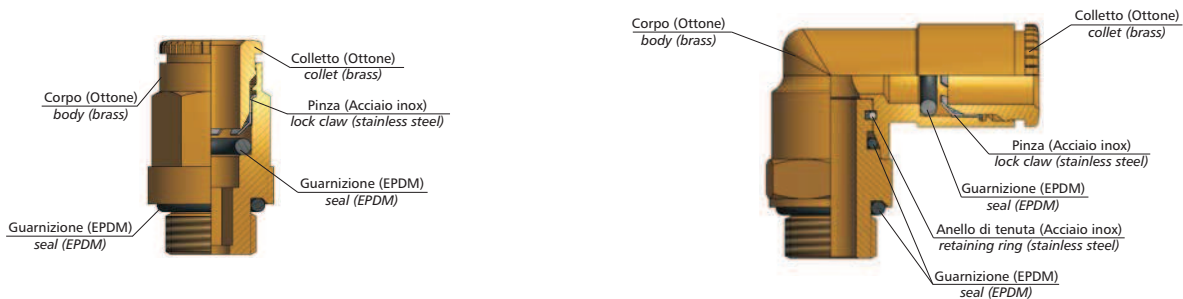 Colletto (Ottone)
collet (brass)
Corpo (Ottone)
body (brass)
Pinza (Acciaio inox)
lock claw (stainless steel)
Guarnizione (EPDM)
seal (EPDM)
Guarnizione (EPDM)
seal (EPDM)
Corpo (Ottone)
body (brass)
Colletto (Ottone)
collet (brass)
Pinza (Acciaio inox)
lock claw (stainless steel)
Guarnizione (EPDM)
seal (EPDM)
Anello di tenuta (Acciaio inox)
retaining ring (stainless steel)
Guarnizione (EPDM)
seal (EPDM)